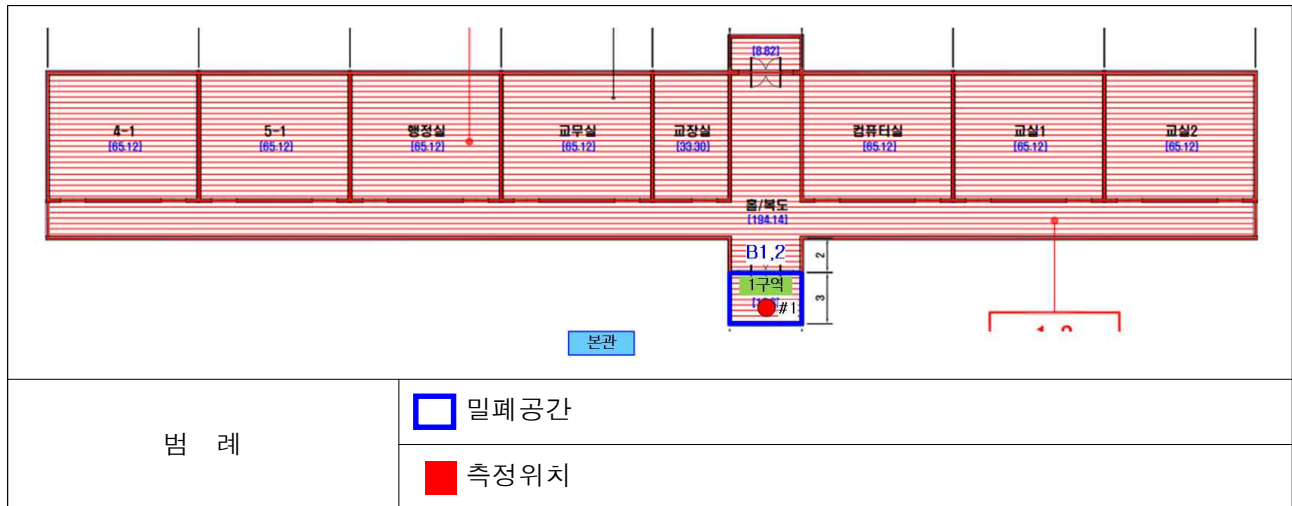 [8.82]
4-1
[65.12]
5-1
[65.12]
행정실
[65.12]
교무실
[65.12]
교장실
[33.30]
컴퓨터실
[65.12]
교실1
[65.12]
교실2
[65.12]
홀/복도
[194.14]
B1,2
2
1구역
#1
3
본관
범 례
밀폐공간
측정위치